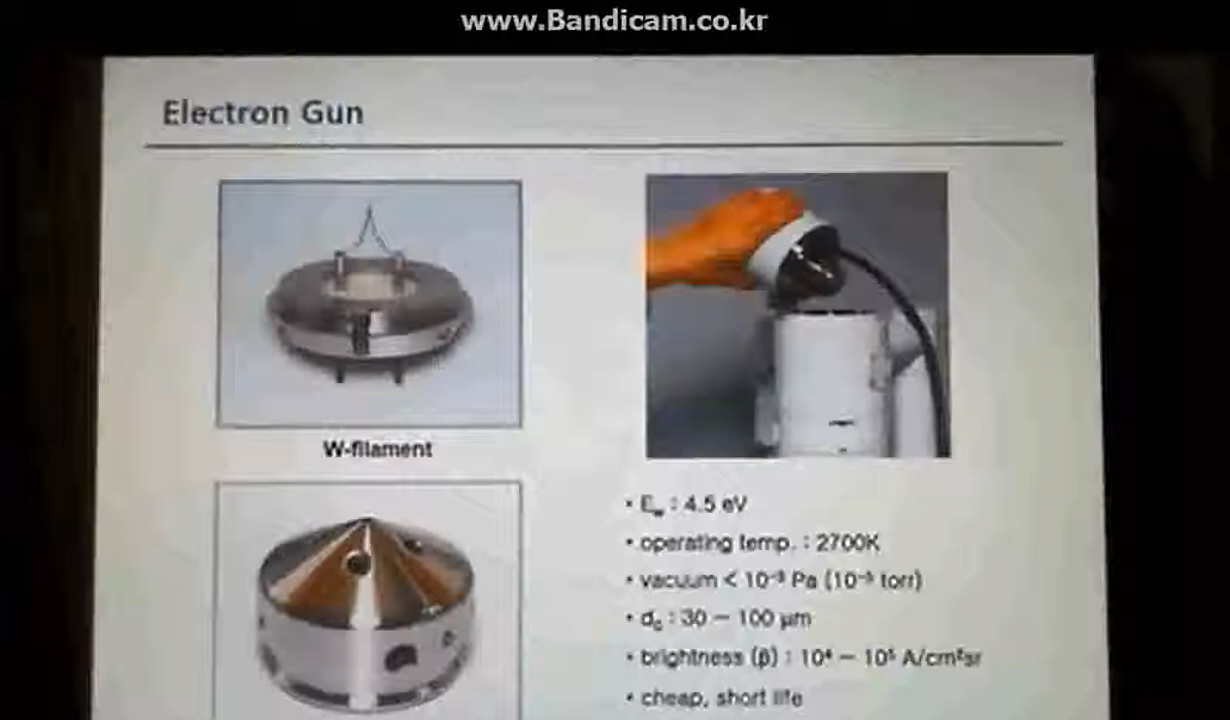 www.Bandicam.co.kr
Electron Gun
W-filament
• E_w : 4.5 eV
• operating temp. : 2700K
• vacuum < 10⁻³ Pa (10⁻⁵ torr)
• d₀ : 30 – 100 μm
• brightness (β) : 10⁴ – 10⁵ A/cm²sr
• cheap, short life